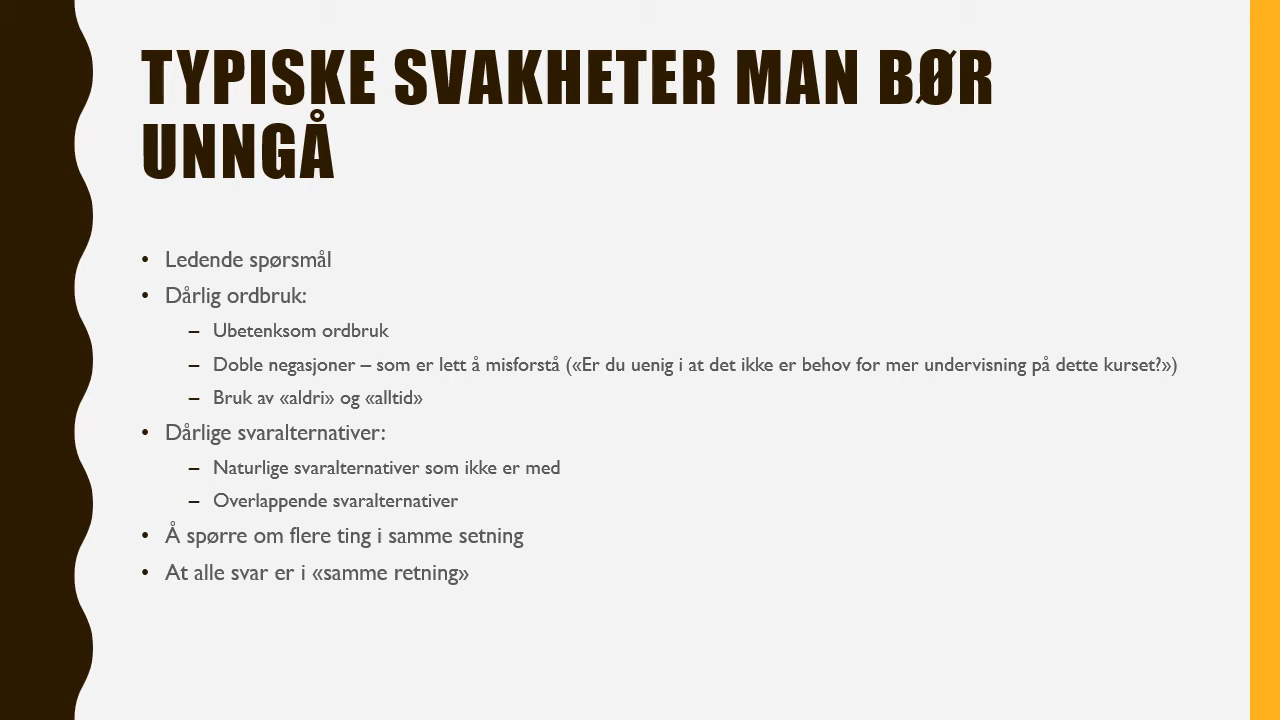 TYPISKE SVAKHETER MAN BØR
UNNGÅ
• Ledende spørsmål
• Dårlig ordbruk:
– Ubetenksom ordbruk
– Doble negasjoner – som er lett å misforstå («Er du uenig i at det ikke er behov for mer undervisning på dette kurset?»)
– Bruk av «aldri» og «alltid»
• Dårlige svaralternativer:
– Naturlige svaralternativer som ikke er med
– Overlappende svaralternativer
• Å spørre om flere ting i samme setning
• At alle svar er i «samme retning»